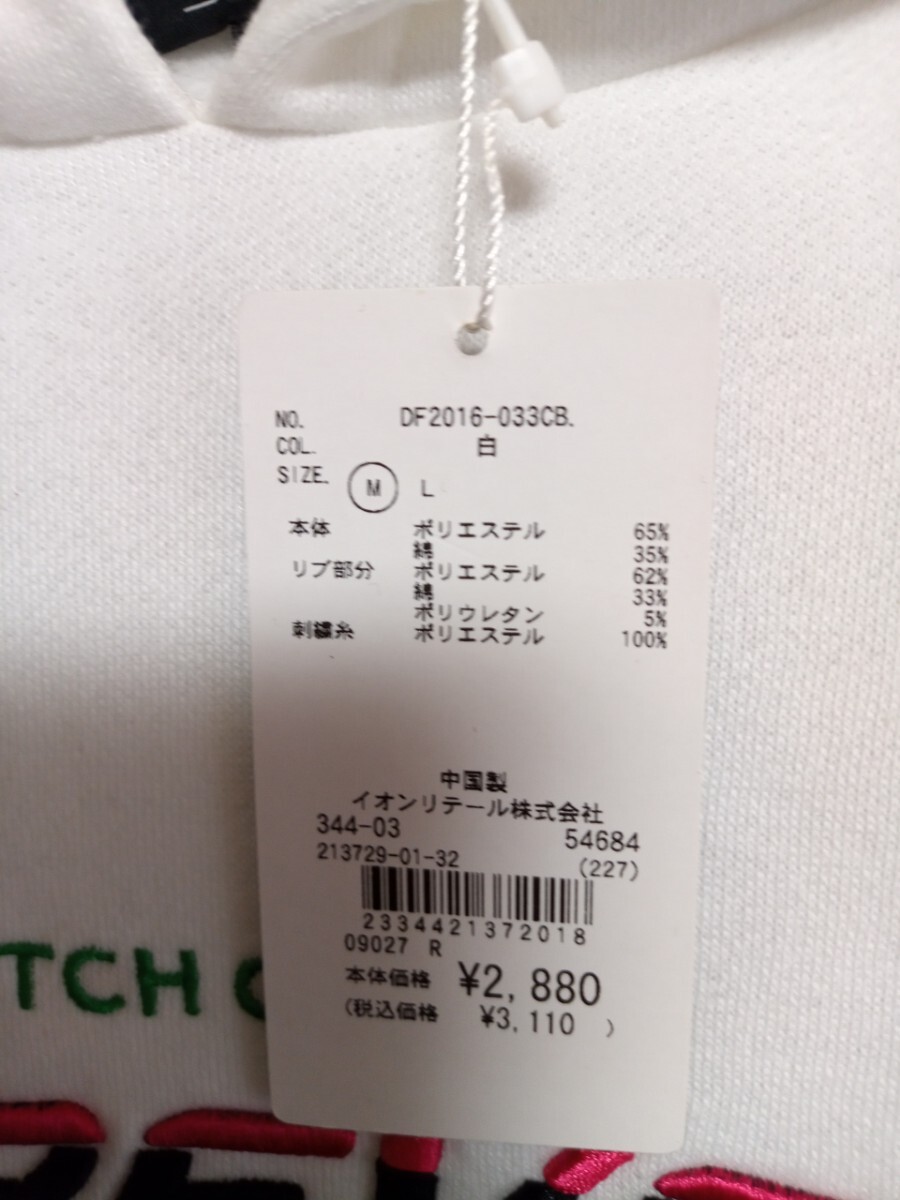 NO. DF2016-033CB.
COL. 白
SIZE. M L
本体 ポリエステル 65%
綿 35%
リブ部分 ポリエステル 62%
綿 33%
ポリウレタン 5%
刺繍糸 ポリエステル 100%
中国製
イオンリテール株式会社
344-03 54684
213729-01-32 (227)
2334421372018
09027 R
本体価格 ¥2,880
(税込価格 ¥3,110 )
TCH